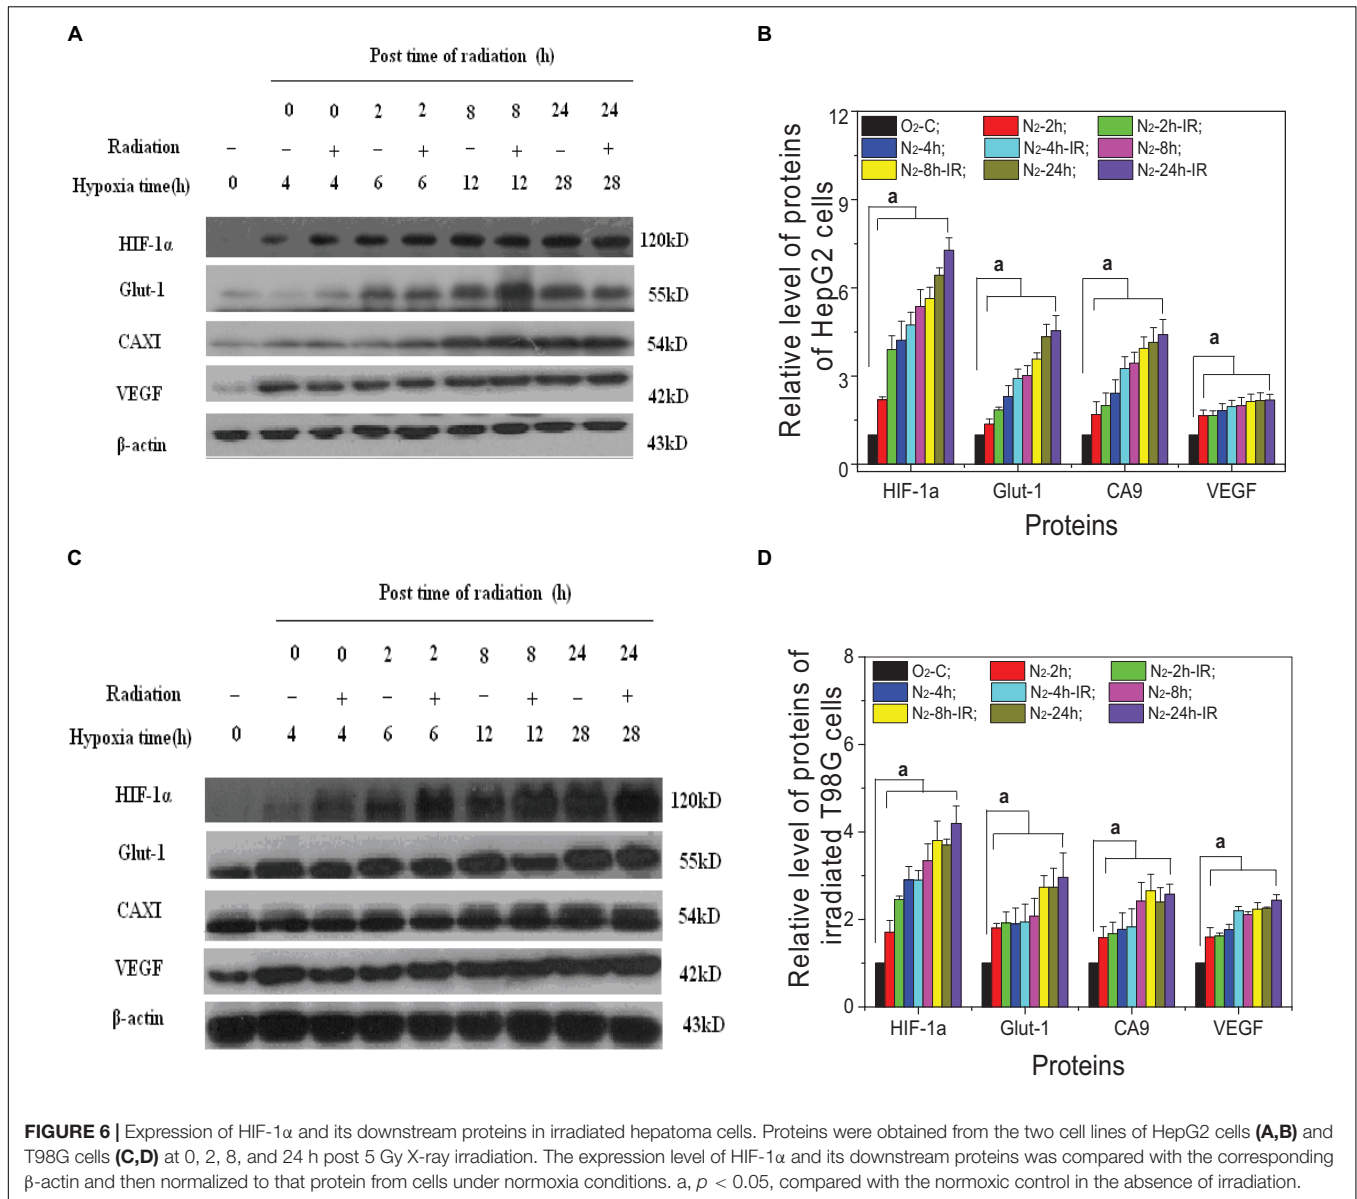 A
Post time of radiation (h)
0 0 2 2 8 8 24 24
Radiation – – + – + – + – +
Hypoxia time(h) 0 4 4 6 6 12 12 28 28
HIF-1α 120kD
Glut-1 55kD
CAXI 54kD
VEGF 42kD
β-actin 43kD
B
Relative level of proteins
of HepG2 cells
12
9
6
3
0
O2-C; N2-2h; N2-2h-IR;
N2-4h; N2-4h-IR; N2-8h;
N2-8h-IR; N2-24h; N2-24h-IR
a
a
a
a
HIF-1a Glut-1 CA9 VEGF
Proteins
C
Post time of radiation (h)
0 0 2 2 8 8 24 24
Radiation – – + – + – + – +
Hypoxia time(h) 0 4 4 6 6 12 12 28 28
HIF-1α 120kD
Glut-1 55kD
CAXI 54kD
VEGF 42kD
β-actin 43kD
D
Relative level of proteins of
irradiated T98G cells
8
6
4
2
0
O2-C; N2-2h; N2-2h-IR;
N2-4h; N2-4h-IR; N2-8h;
N2-8h-IR; N2-24h; N2-24h-IR
a
a
a
a
HIF-1a Glut-1 CA9 VEGF
Proteins
FIGURE 6 | Expression of HIF-1α and its downstream proteins in irradiated hepatoma cells. Proteins were obtained from the two cell lines of HepG2 cells (A,B) and
T98G cells (C,D) at 0, 2, 8, and 24 h post 5 Gy X-ray irradiation. The expression level of HIF-1α and its downstream proteins was compared with the corresponding
β-actin and then normalized to that protein from cells under normoxia conditions. a, p < 0.05, compared with the normoxic control in the absence of irradiation.